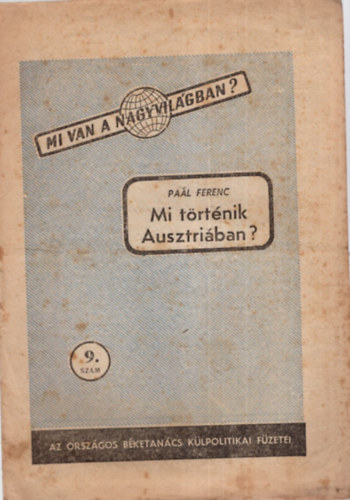 MI VAN A NAGYVILÁGBAN?
PAÁL FERENC
Mi történik
Ausztriában?
9.
SZÁM
AZ ORSZÁGOS BÉKETANÁCS KÜLPOLITIKAI FÜZETEI